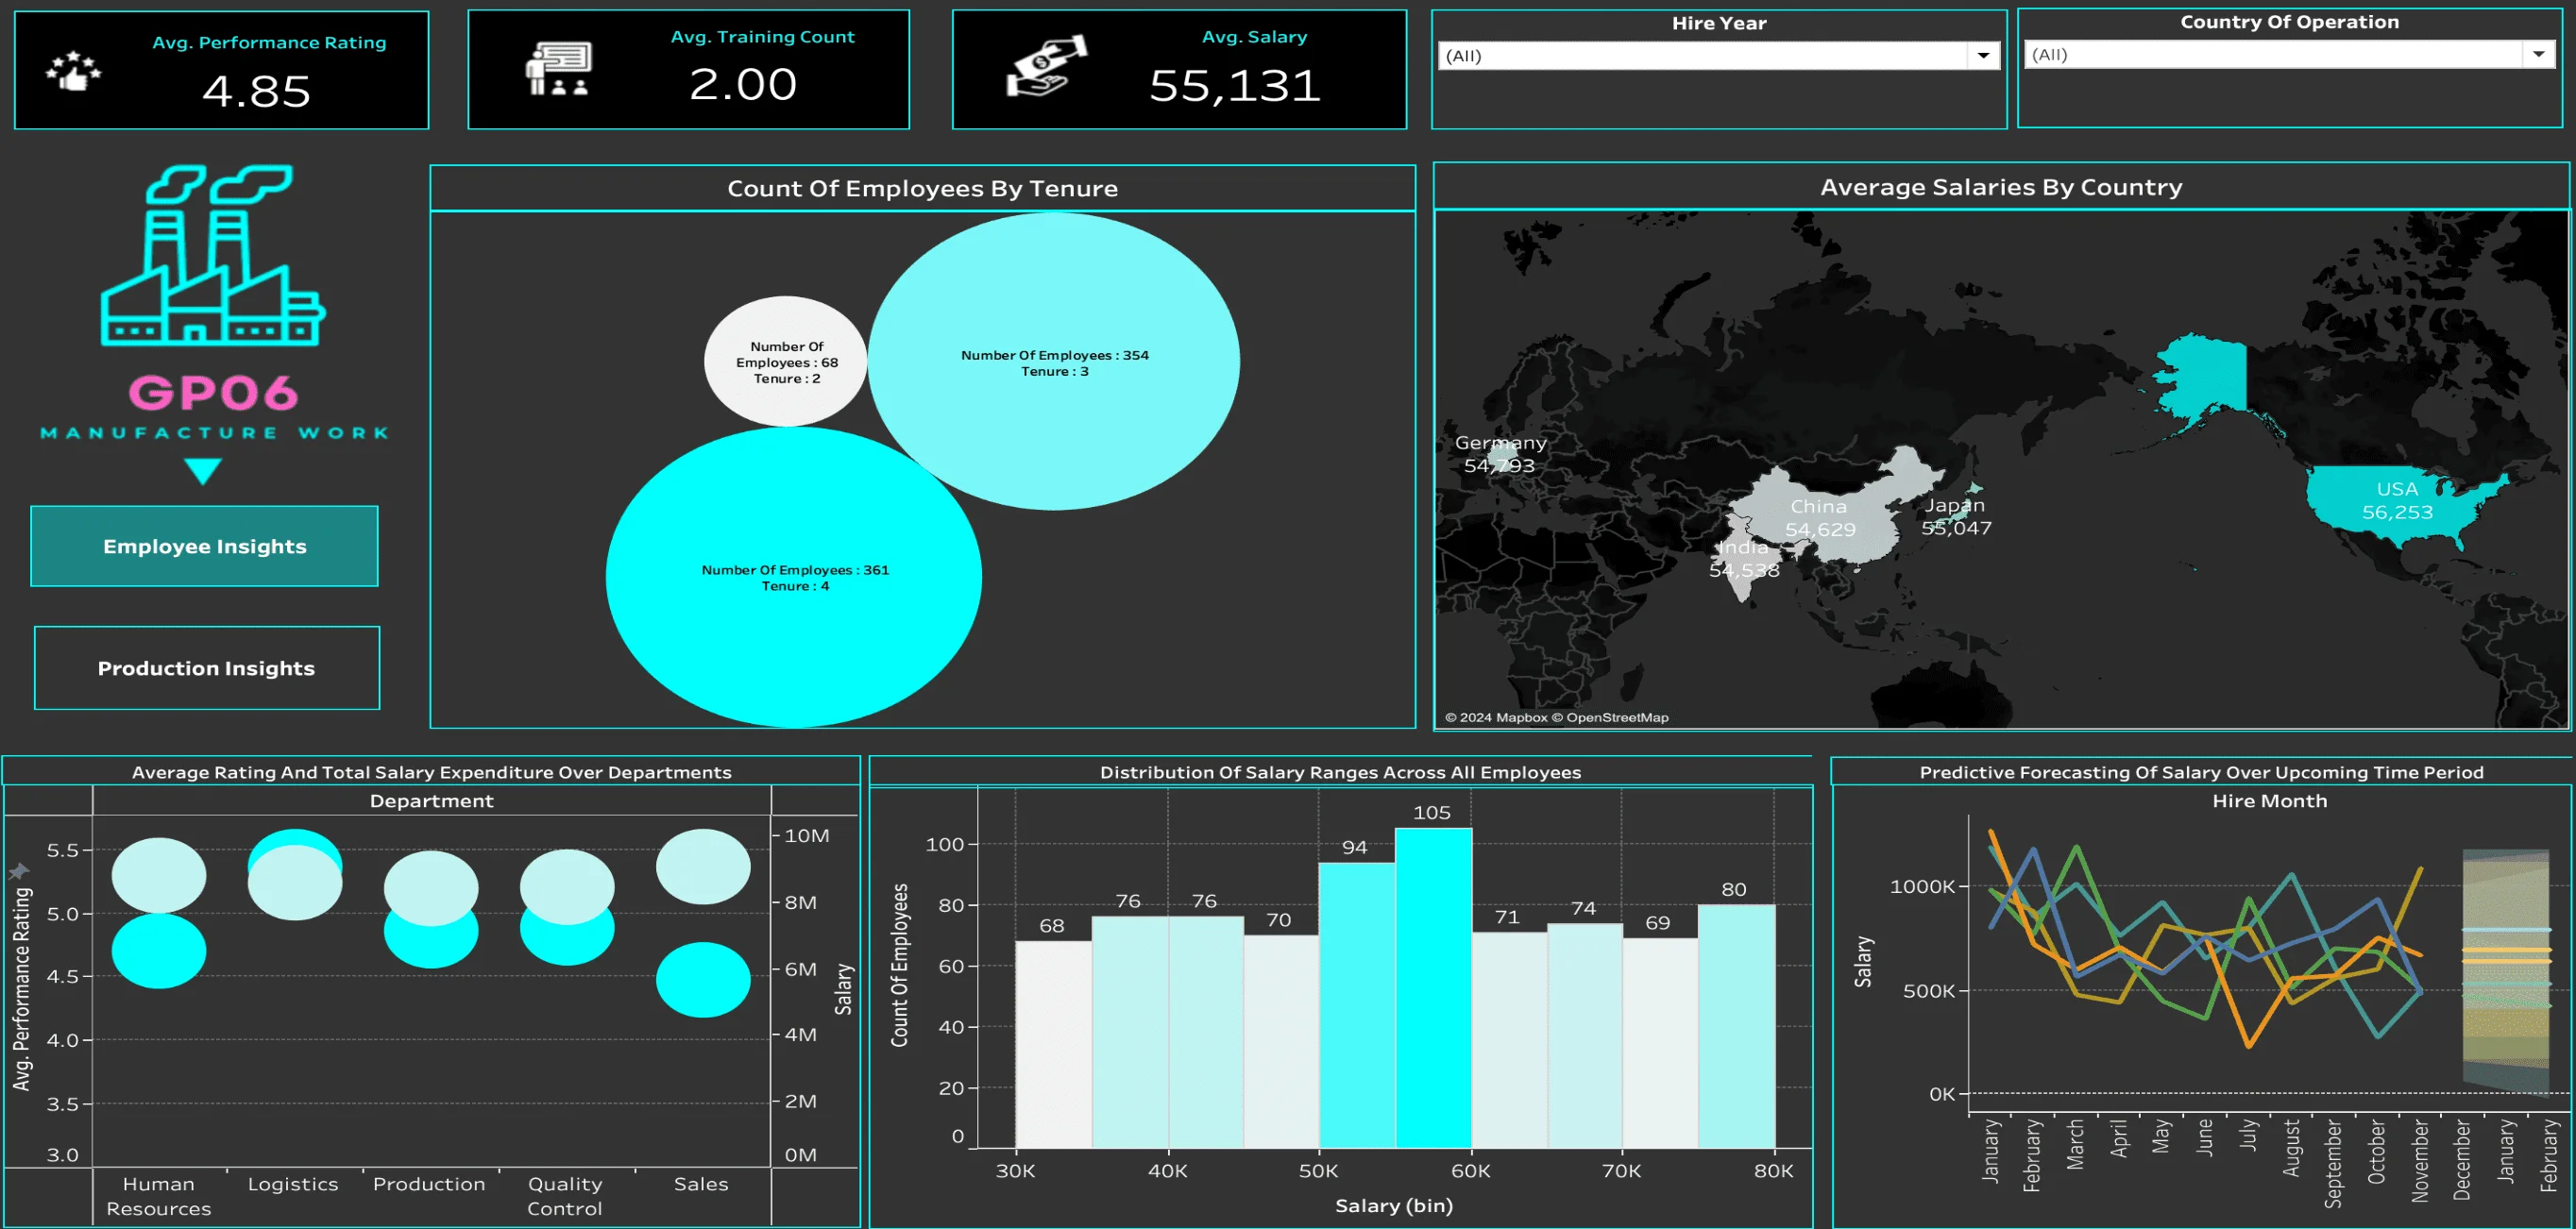 Avg. Performance Rating
4.85
Avg. Training Count
2.00
Avg. Salary
55,131
Hire Year
(All)
Country Of Operation
(All)
GP06
MANUFACTURE WORK
Employee Insights
Production Insights
Count Of Employees By Tenure
Number Of
Employees : 68
Tenure : 2
Number Of Employees : 354
Tenure : 3
Number Of Employees : 361
Tenure : 4
Average Salaries By Country
Germany
54,793
China
54,629
Japan
55,047
India
54,538
USA
56,253
© 2024 Mapbox © OpenStreetMap
Average Rating And Total Salary Expenditure Over Departments
Department
Avg. Performance Rating
5.5
5.0
4.5
4.0
3.5
3.0
10M
8M
6M
4M
2M
0M
Salary
Human
Resources
Logistics
Production
Quality
Control
Sales
Distribution Of Salary Ranges Across All Employees
Count Of Employees
100
80
60
40
20
0
68
76
76
70
94
105
71
74
69
80
30K
40K
50K
60K
70K
80K
Salary (bin)
Predictive Forecasting Of Salary Over Upcoming Time Period
Hire Month
Salary
1000K
500K
0K
January
February
March
April
May
June
July
August
September
October
November
December
January
February